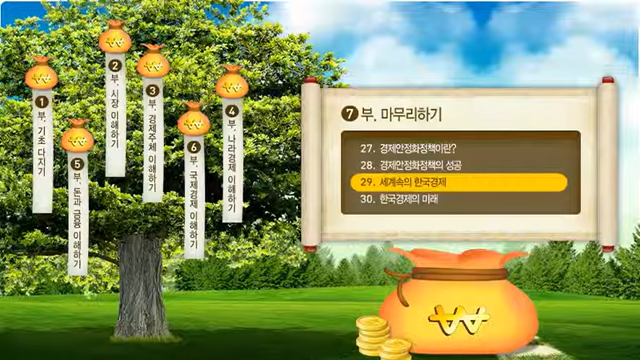 1 부. 기초 다지기
2 부. 시장 이해하기
3 부. 경제주체 이해하기
4 부. 나라경제 이해하기
5 부. 돈과 금융 이해하기
6 부. 국제경제 이해하기
7 부. 마무리하기
27. 경제안정화정책이란?
28. 경제안정화정책의 성공
29. 세계속의 한국경제
30. 한국경제의 미래